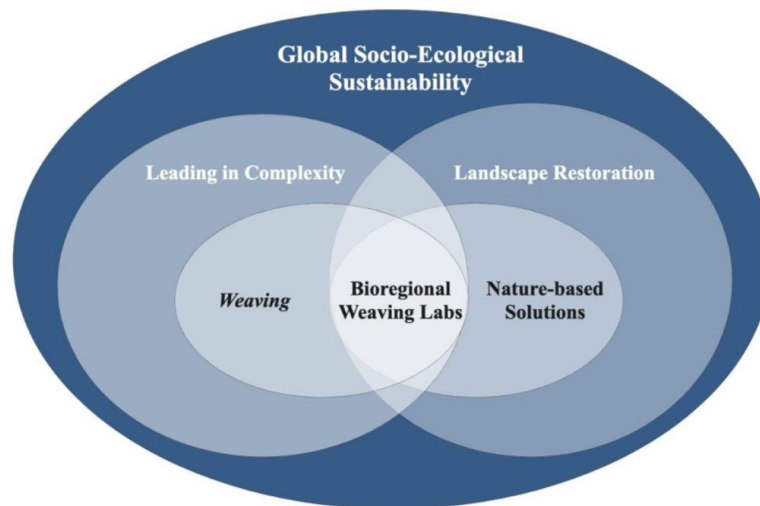 Global Socio-Ecological
Sustainability
Leading in Complexity
Landscape Restoration
Weaving
Bioregional
Weaving Labs
Nature-based
Solutions